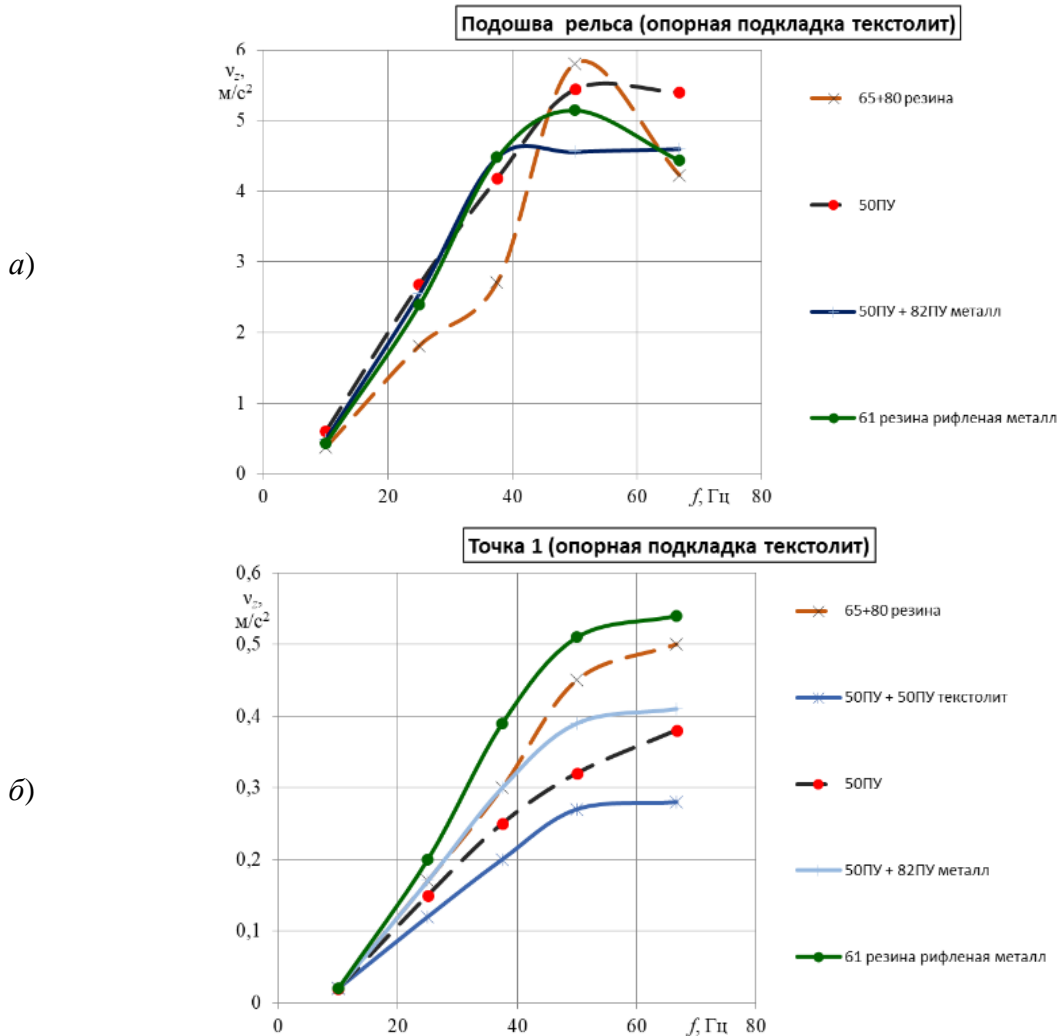 Подошва рельса (опорная подкладка текстолит)
6
ν_z,
м/с²
5
4
3
2
1
0
0 20 40 60 80
f, Гц
65+80 резина
50ПУ
50ПУ + 82ПУ металл
61 резина рифленая металл
а)
Точка 1 (опорная подкладка текстолит)
0,6
ν_z,
м/с²
0,5
0,4
0,3
0,2
0,1
0
0 20 40 60 80
f, Гц
65+80 резина
50ПУ + 50ПУ текстолит
50ПУ
50ПУ + 82ПУ металл
61 резина рифленая металл
б)